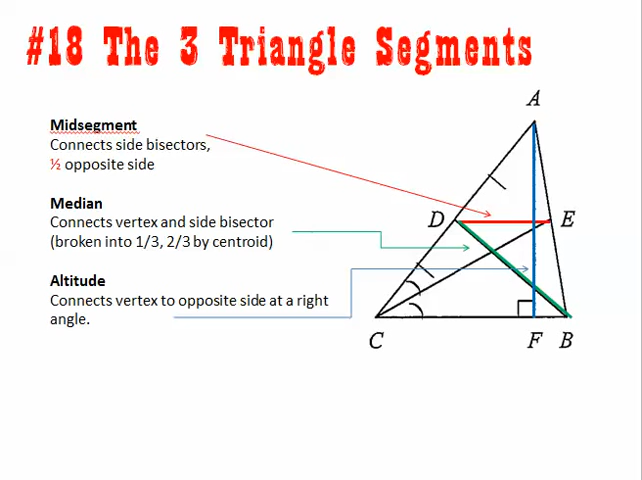 #18 The 3 Triangle Segments
Midsegment
Connects side bisectors,
½ opposite side
Median
Connects vertex and side bisector
(broken into 1/3, 2/3 by centroid)
Altitude
Connects vertex to opposite side at a right
angle.
A
D
E
C
F
B